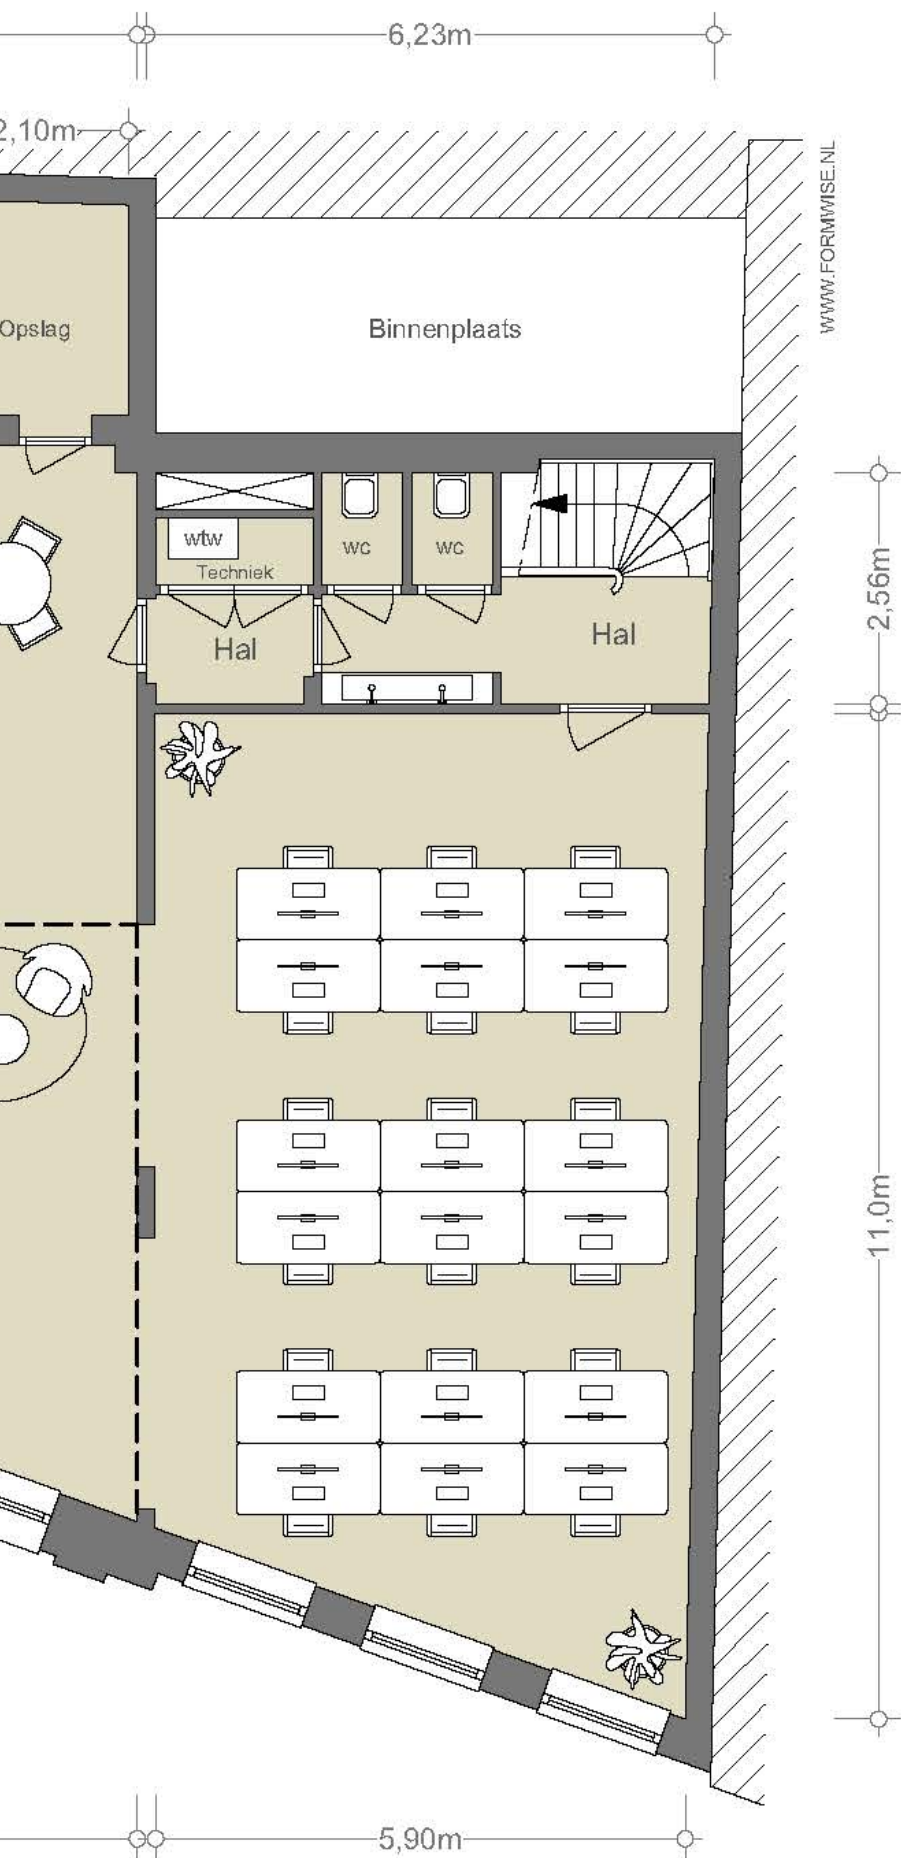 6,23m
2,10m
WWW.FORMWISE.NL
Opslag
Binnenplaats
wtw
Techniek
wc
wc
Hal
Hal
2,56m
11,0m
5,90m